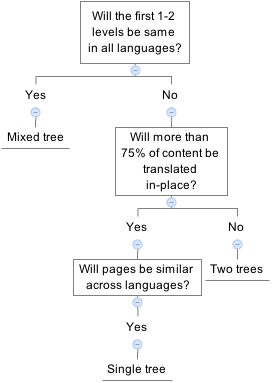 Will the first 1-2
levels be same
in all languages?
Yes
No
Mixed tree
Will more than
75% of content be
translated
in-place?
Yes
No
Will pages be similar
across languages?
Two trees
Yes
Single tree